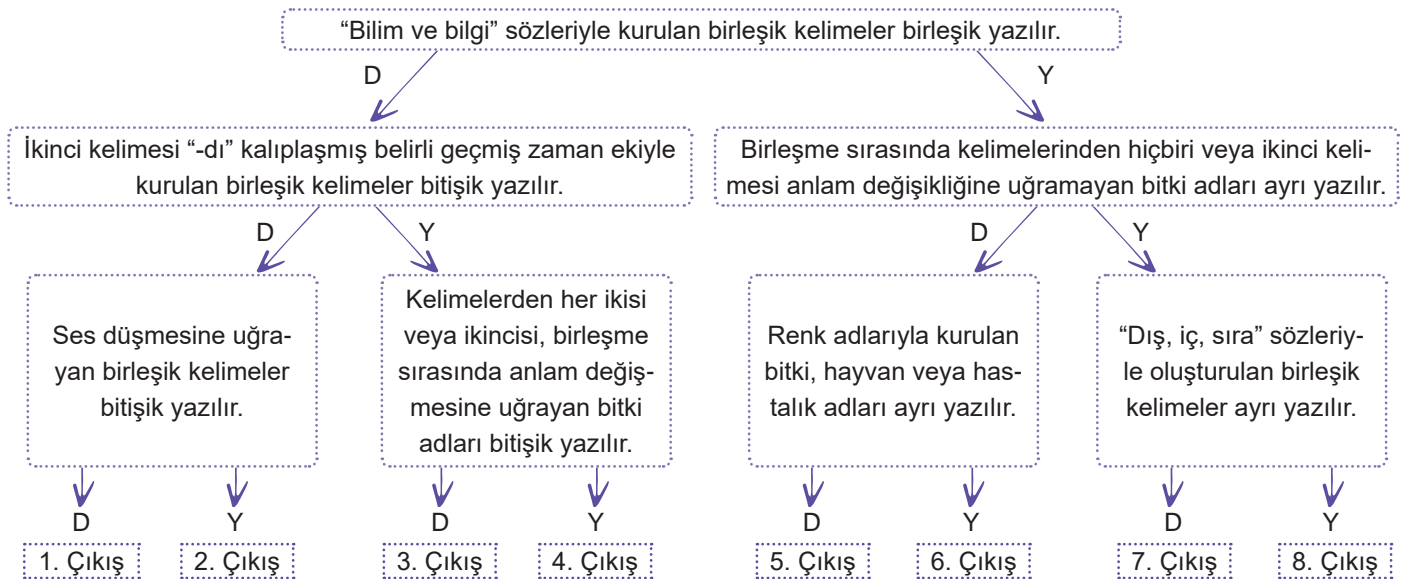 “Bilim ve bilgi” sözleriyle kurulan birleşik kelimeler birleşik yazılır.
D
Y
İkinci kelimesi “-dı” kalıplaşmış belirli geçmiş zaman ekiyle
kurulan birleşik kelimeler bitişik yazılır.
Birleşme sırasında kelimelerinden hiçbiri veya ikinci keli-
mesi anlam değişikliğine uğramayan bitki adları ayrı yazılır.
D
Y
D
Y
Ses düşmesine uğra-
yan birleşik kelimeler
bitişik yazılır.
Kelimelerden her ikisi
veya ikincisi, birleşme
sırasında anlam değiş-
mesine uğrayan bitki
adları bitişik yazılır.
Renk adlarıyla kurulan
bitki, hayvan veya has-
talık adları ayrı yazılır.
“Dış, iç, sıra” sözleriy-
le oluşturulan birleşik
kelimeler ayrı yazılır.
D
Y
D
Y
D
Y
D
Y
1. Çıkış
2. Çıkış
3. Çıkış
4. Çıkış
5. Çıkış
6. Çıkış
7. Çıkış
8. Çıkış